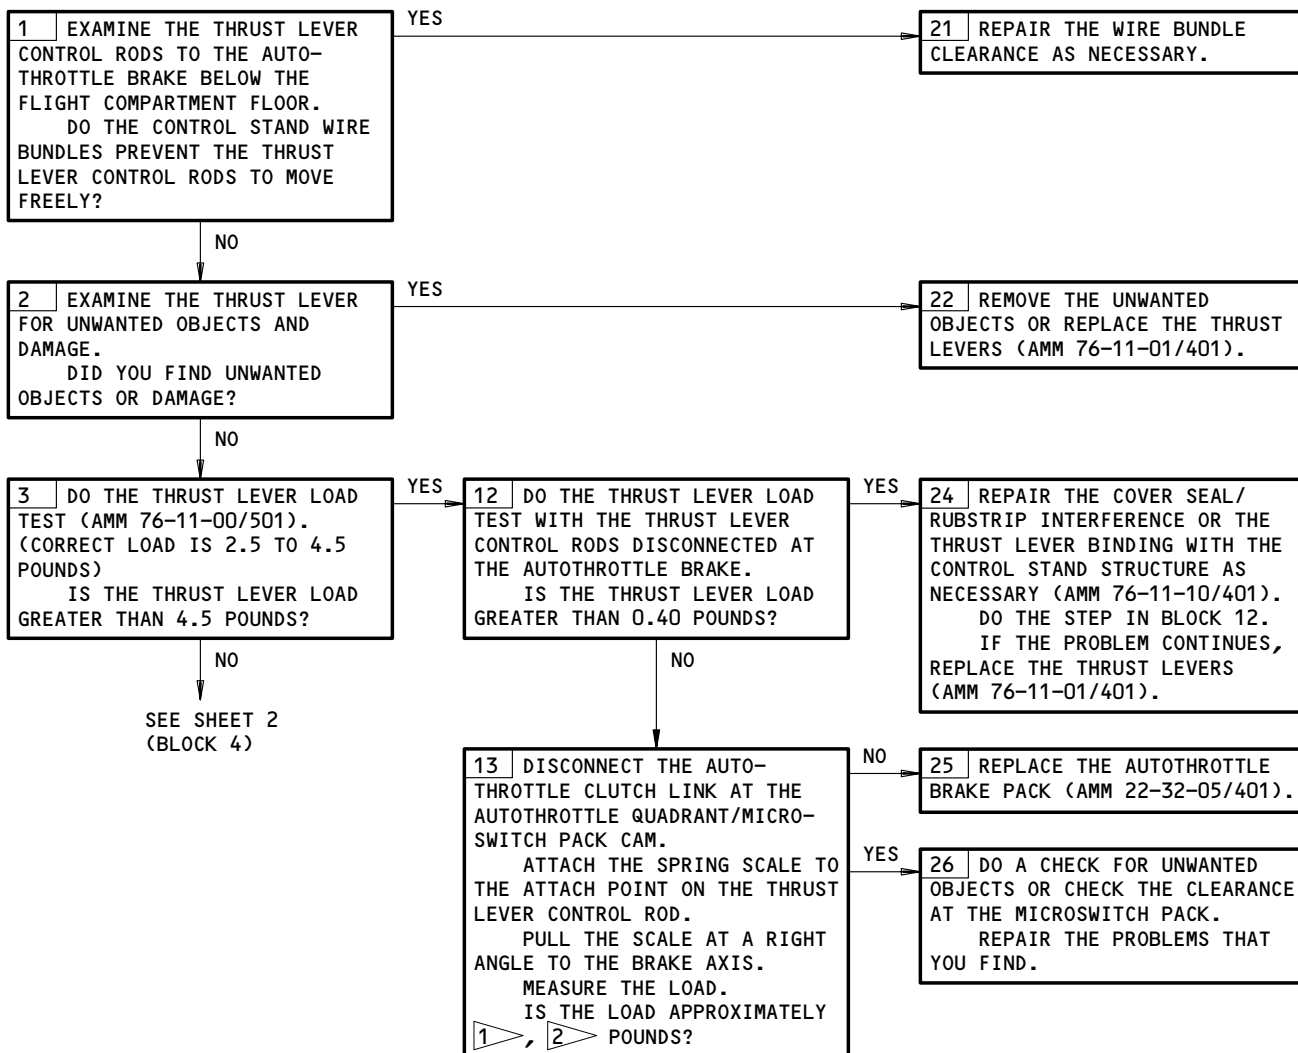 1 EXAMINE THE THRUST LEVER
CONTROL RODS TO THE AUTO-
THROTTLE BRAKE BELOW THE
FLIGHT COMPARTMENT FLOOR.
DO THE CONTROL STAND WIRE
BUNDLES PREVENT THE THRUST
LEVER CONTROL RODS TO MOVE
FREELY?
YES
21 REPAIR THE WIRE BUNDLE
CLEARANCE AS NECESSARY.
NO
2 EXAMINE THE THRUST LEVER
FOR UNWANTED OBJECTS AND
DAMAGE.
DID YOU FIND UNWANTED
OBJECTS OR DAMAGE?
YES
22 REMOVE THE UNWANTED
OBJECTS OR REPLACE THE THRUST
LEVERS (AMM 76-11-01/401).
NO
3 DO THE THRUST LEVER LOAD
TEST (AMM 76-11-00/501).
(CORRECT LOAD IS 2.5 TO 4.5
POUNDS)
IS THE THRUST LEVER LOAD
GREATER THAN 4.5 POUNDS?
YES
12 DO THE THRUST LEVER LOAD
TEST WITH THE THRUST LEVER
CONTROL RODS DISCONNECTED AT
THE AUTOTHROTTLE BRAKE.
IS THE THRUST LEVER LOAD
GREATER THAN 0.40 POUNDS?
YES
24 REPAIR THE COVER SEAL/
RUBSTRIP INTERFERENCE OR THE
THRUST LEVER BINDING WITH THE
CONTROL STAND STRUCTURE AS
NECESSARY (AMM 76-11-10/401).
DO THE STEP IN BLOCK 12.
IF THE PROBLEM CONTINUES,
REPLACE THE THRUST LEVERS
(AMM 76-11-01/401).
NO
SEE SHEET 2
(BLOCK 4)
NO
13 DISCONNECT THE AUTO-
THROTTLE CLUTCH LINK AT THE
AUTOTHROTTLE QUADRANT/MICRO-
SWITCH PACK CAM.
ATTACH THE SPRING SCALE TO
THE ATTACH POINT ON THE THRUST
LEVER CONTROL ROD.
PULL THE SCALE AT A RIGHT
ANGLE TO THE BRAKE AXIS.
MEASURE THE LOAD.
IS THE LOAD APPROXIMATELY
1, 2 POUNDS?
NO
25 REPLACE THE AUTOTHROTTLE
BRAKE PACK (AMM 22-32-05/401).
YES
26 DO A CHECK FOR UNWANTED
OBJECTS OR CHECK THE CLEARANCE
AT THE MICROSWITCH PACK.
REPAIR THE PROBLEMS THAT
YOU FIND.